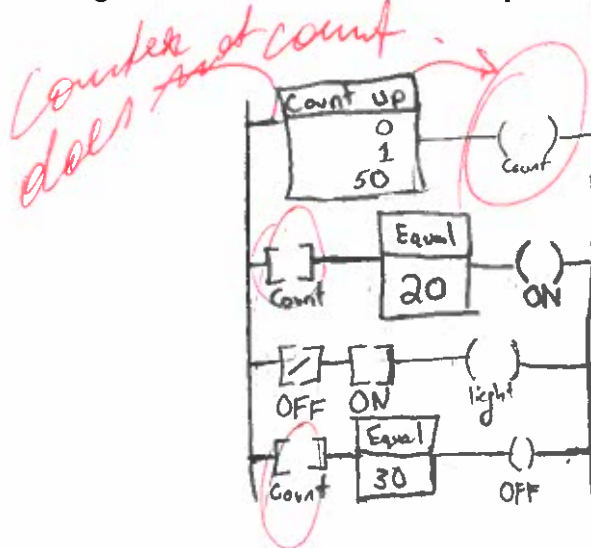 Counter
does not count.
Count up
0
1
50
Count
Equal
20
Count
ON
OFF
ON
light
Equal
30
Count
OFF